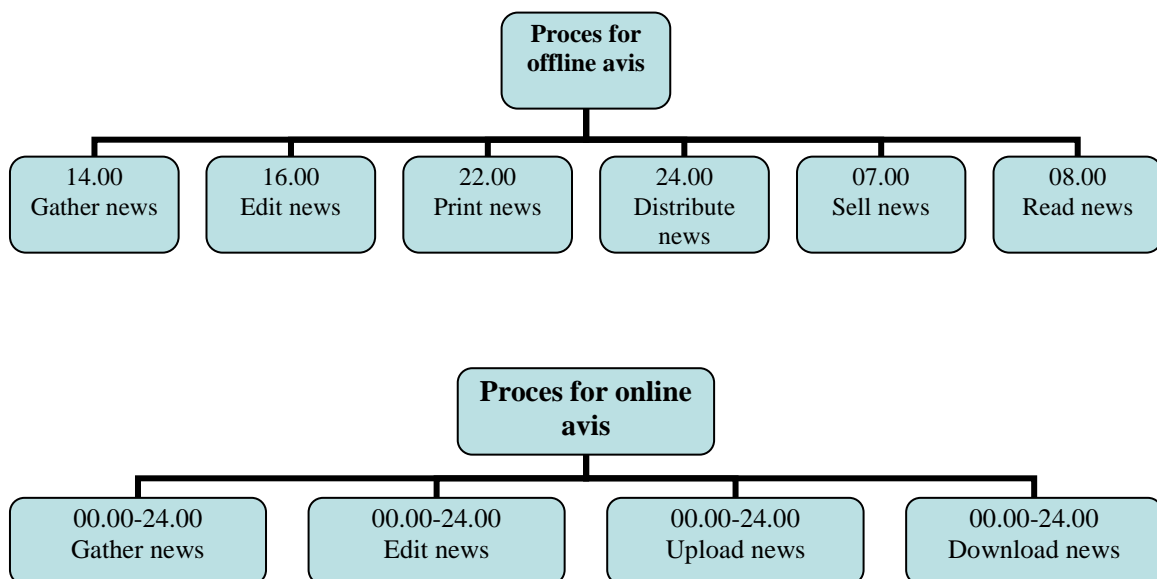 Proces for
offline avis
14.00
Gather news
16.00
Edit news
22.00
Print news
24.00
Distribute
news
07.00
Sell news
08.00
Read news
Proces for online
avis
00.00-24.00
Gather news
00.00-24.00
Edit news
00.00-24.00
Upload news
00.00-24.00
Download news